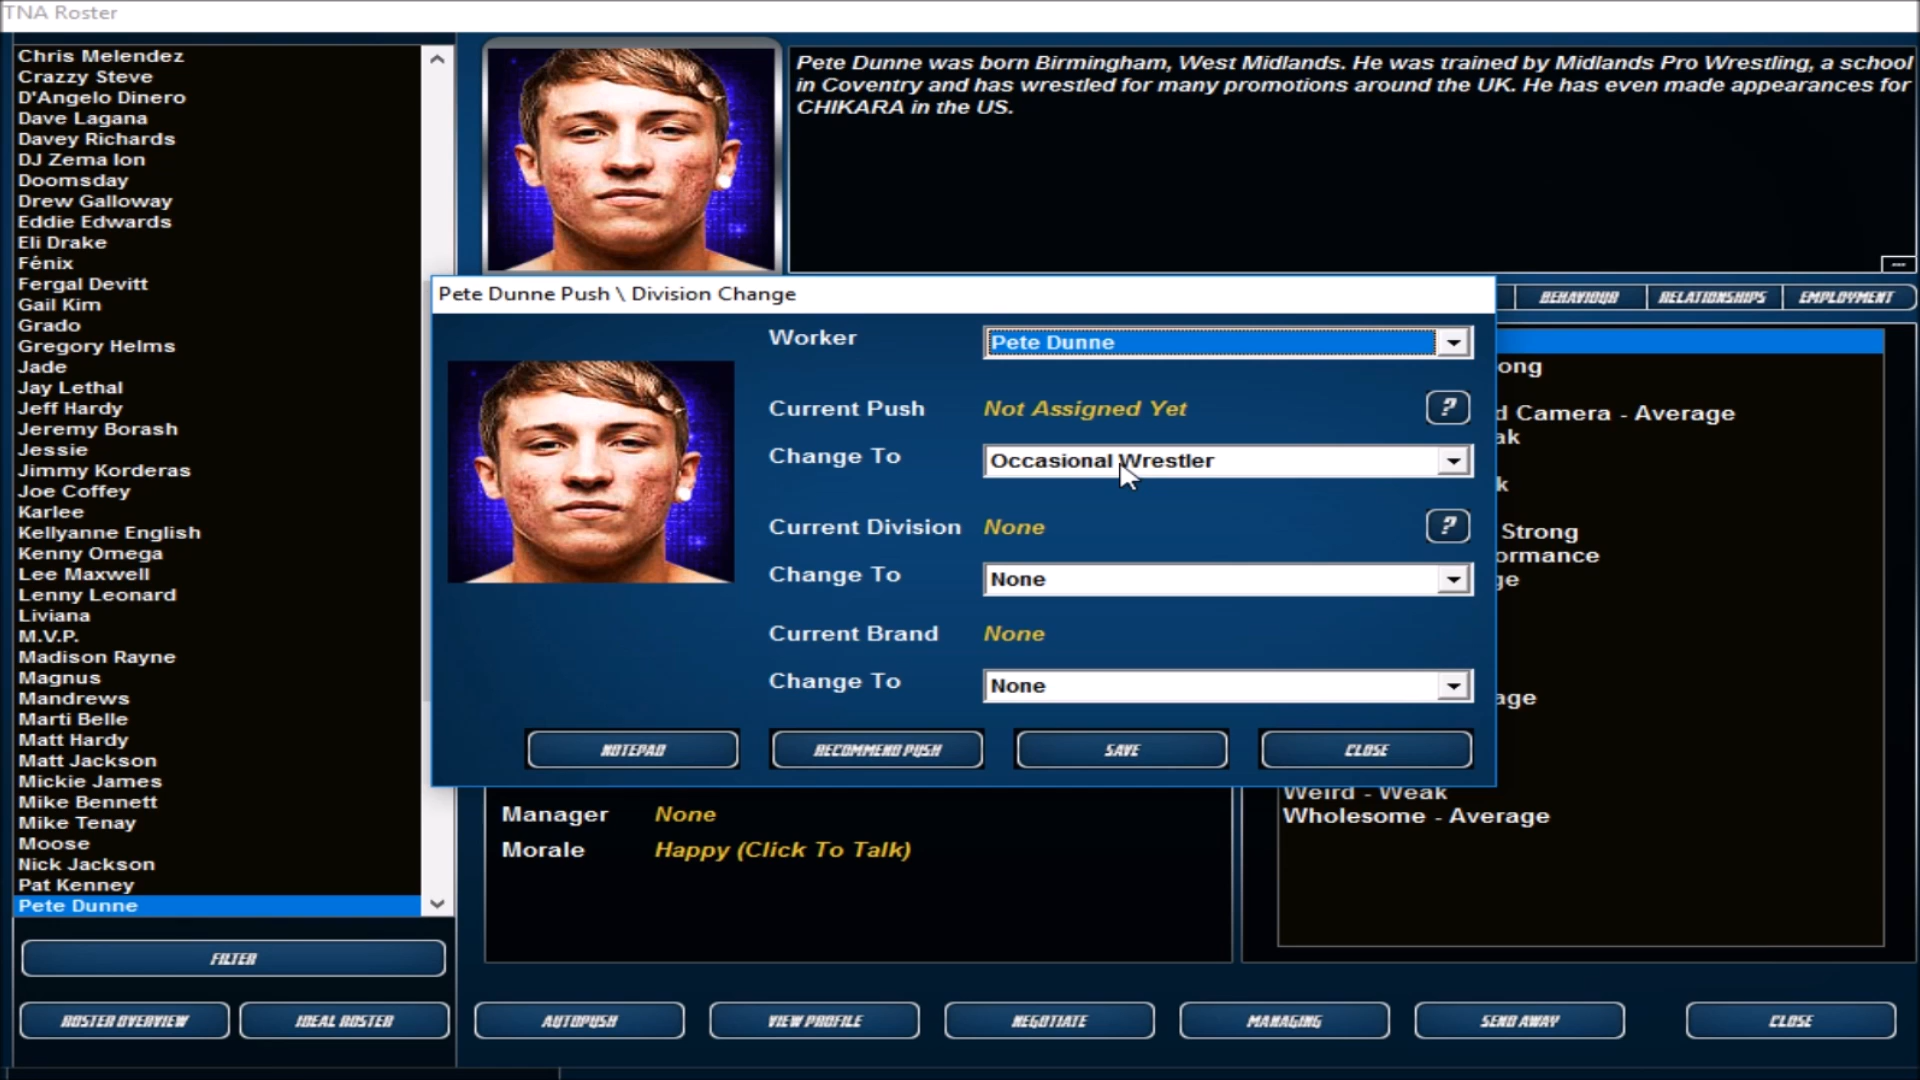 TNA Roster
Chris Melendez
Crazzy Steve
D'Angelo Dinero
Dave Lagana
Davey Richards
DJ Zema Ion
Doomsday
Drew Galloway
Eddie Edwards
Eli Drake
Fénix
Fergal Devitt
Gail Kim
Grado
Gregory Helms
Jade
Jay Lethal
Jeff Hardy
Jeremy Borash
Jessie
Jimmy Korderas
Joe Coffey
Karlee
Kellyanne English
Kenny Omega
Lee Maxwell
Lenny Leonard
Liviana
M.V.P.
Madison Rayne
Magnus
Mandrews
Marti Belle
Matt Hardy
Matt Jackson
Mickie James
Mike Bennett
Mike Tenay
Moose
Nick Jackson
Pat Kenney
Pete Dunne
FILTER
ROSTER OVERVIEW
IDEAL ROSTER
Pete Dunne was born Birmingham, West Midlands. He was trained by Midlands Pro Wrestling, a school
in Coventry and has wrestled for many promotions around the UK. He has even made appearances for
CHIKARA in the US.
...
BEHAVIOUR
RELATIONSHIPS
EMPLOYMENT
Pete Dunne Push \ Division Change
Worker
Pete Dunne
Current Push
Not Assigned Yet
?
Change To
Occasional Wrestler
Current Division
None
?
Change To
None
Current Brand
None
Change To
None
NOTEPAD
RECOMMEND PUSH
SAVE
CLOSE
ong
d Camera - Average
ak
k
Strong
ormance
ge
age
Weird - Weak
Wholesome - Average
Manager
None
Morale
Happy (Click To Talk)
AUTOPUSH
VIEW PROFILE
NEGOTIATE
MANAGING
SEND AWAY
CLOSE